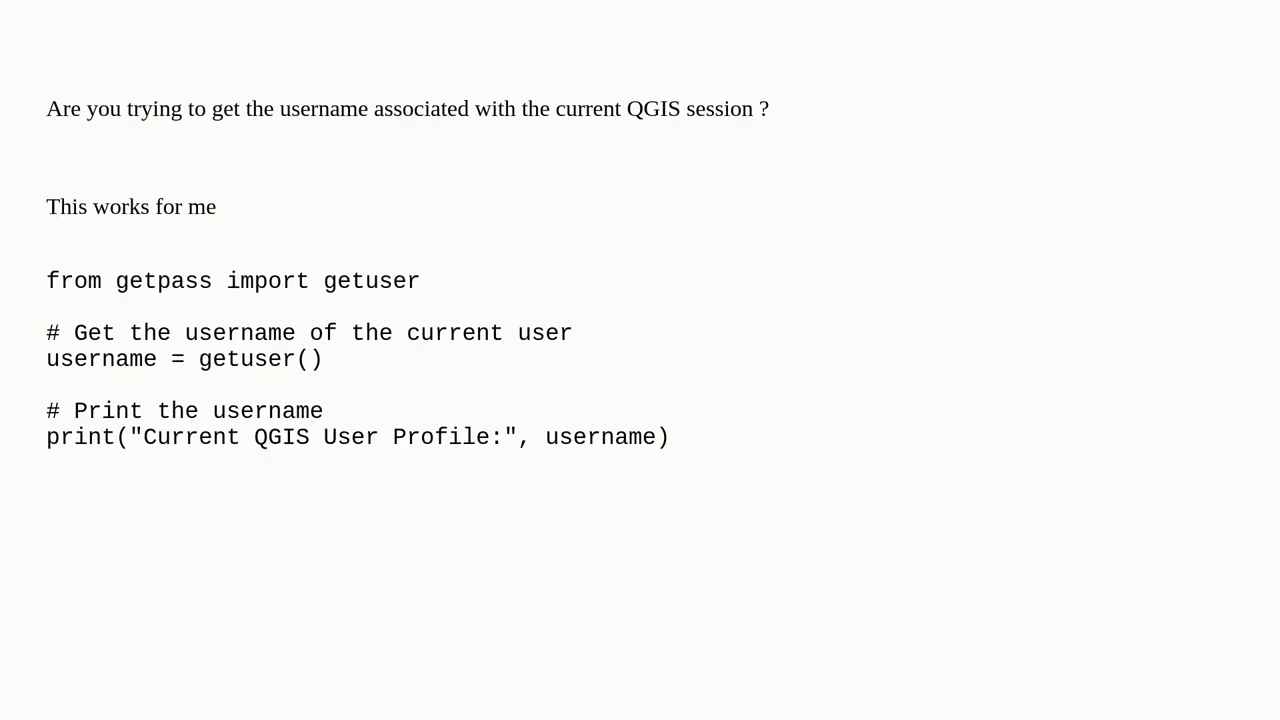 Are you trying to get the username associated with the current QGIS session ?
This works for me
from getpass import getuser
# Get the username of the current user
username = getuser()
# Print the username
print("Current QGIS User Profile:", username)